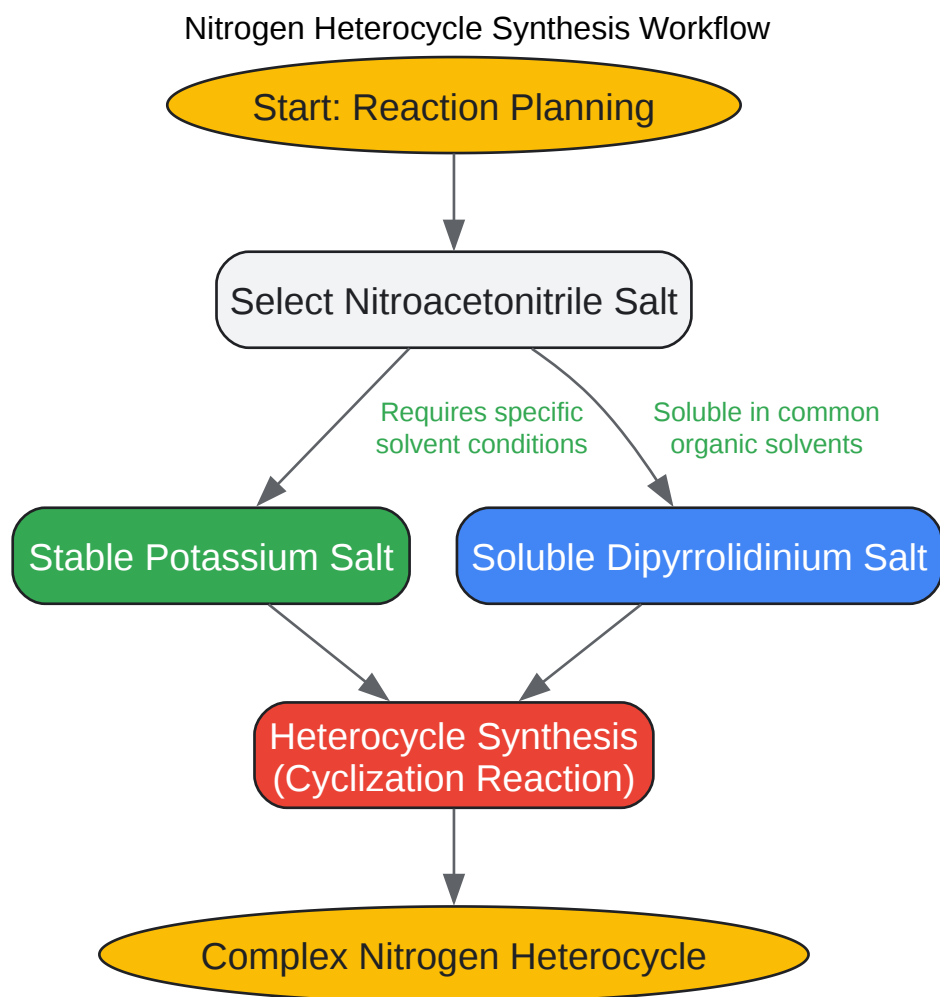 Nitrogen Heterocycle Synthesis Workflow
Start: Reaction Planning
Select Nitroacetonitrile Salt
Requires specific
solvent conditions
Soluble in common
organic solvents
Stable Potassium Salt
Soluble Dipyrrolidinium Salt
Heterocycle Synthesis
(Cyclization Reaction)
Complex Nitrogen Heterocycle